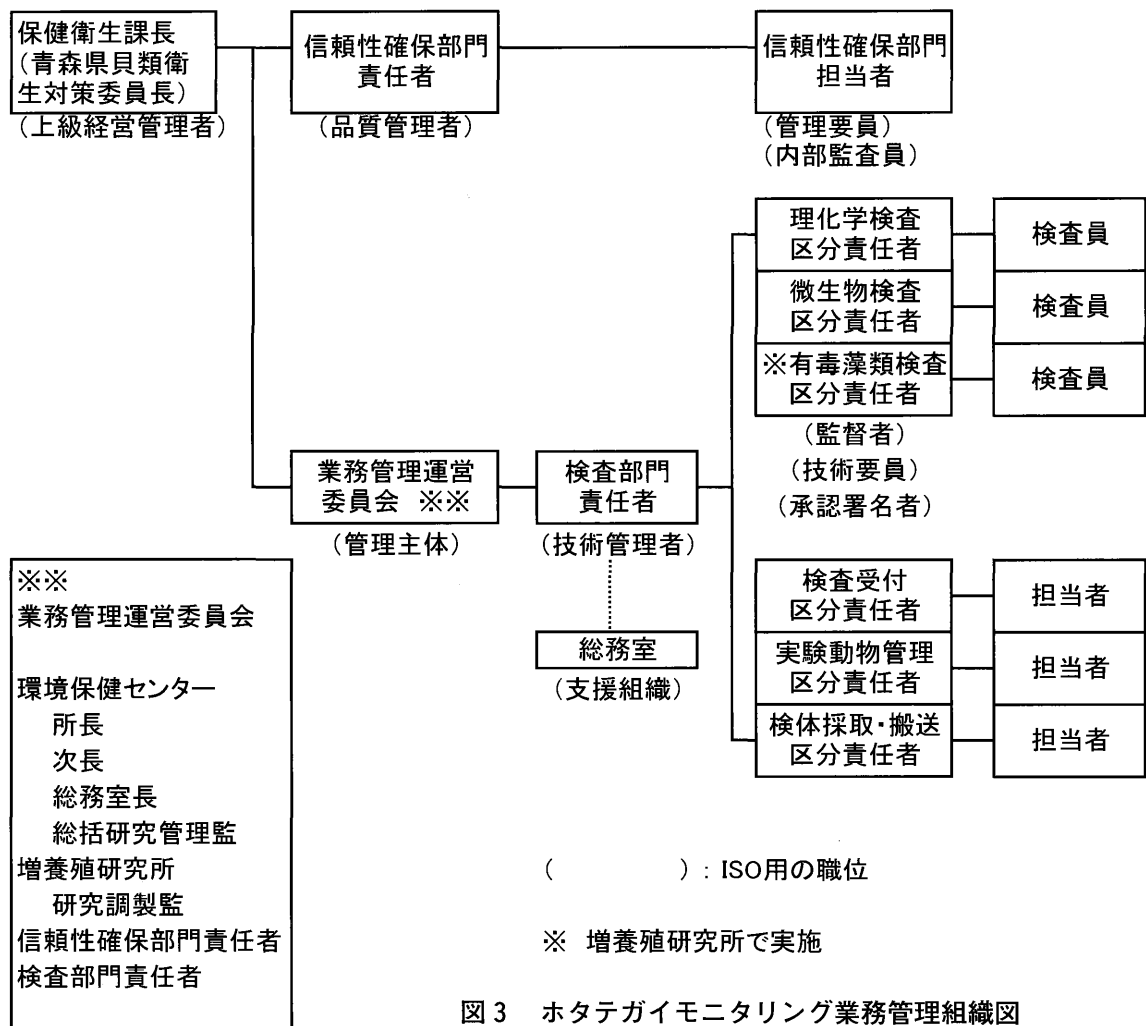 保健衛生課長
（青森県貝類衛
生対策委員長）
（上級経営管理者）
信頼性確保部門
責任者
（品質管理者）
信頼性確保部門
担当者
（管理要員）
（内部監査員）
理化学検査
区分責任者
検査員
微生物検査
区分責任者
検査員
※有毒藻類検査
区分責任者
検査員
（監督者）
（技術要員）
（承認署名者）
業務管理運営
委員会 ※※
（管理主体）
検査部門
責任者
（技術管理者）
総務室
（支援組織）
検査受付
区分責任者
担当者
実験動物管理
区分責任者
担当者
検体採取・搬送
区分責任者
担当者
※※
業務管理運営委員会
環境保健センター
所長
次長
総務室長
総括研究管理監
増養殖研究所
研究調製監
信頼性確保部門責任者
検査部門責任者
（　　　　）: ISO用の職位
※ 増養殖研究所で実施
図３ ホタテガイモニタリング業務管理組織図